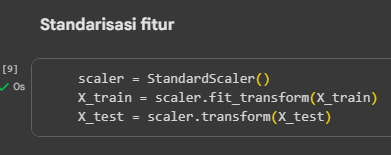 Standarisasi fitur
[9]
✓ 0s
scaler = StandardScaler()
X_train = scaler.fit_transform(X_train)
X_test = scaler.transform(X_test)